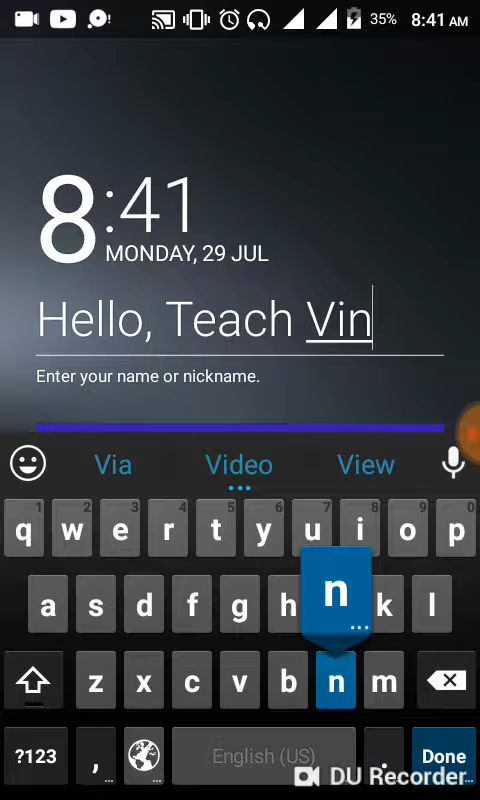 35% 8:41 AM
8:41
MONDAY, 29 JUL
Hello, Teach Vin
Enter your name or nickname.
Via Video View
1 2 3 4 5 6 7 8 9 0
q w e r t y u i o p
n
a s d f g h k l
z x c v b n m
?123 , English (US) . Done
DU Recorder